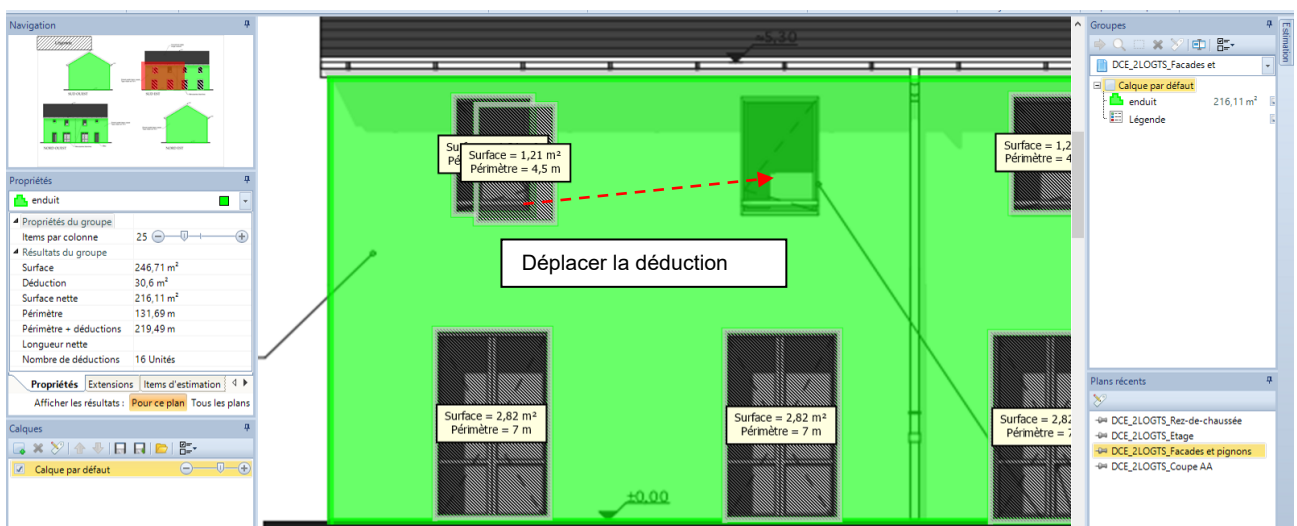 Navigation
Propriétés
enduit
Propriétés du groupe
Items par colonne 25
Résultats du groupe
Surface 246,71 m²
Déduction 30,6 m²
Surface nette 216,11 m²
Périmètre 131,69 m
Périmètre + déductions 219,49 m
Longueur nette
Nombre de déductions 16 Unités
Propriétés Extensions Items d'estimation
Afficher les résultats : Pour ce plan Tous les plans
Calques
Calque par défaut
-5,30
Su
Pé
Surface = 1,21 m²
Périmètre = 4,5 m
Surface = 1,2
Périmètre = 4
Déplacer la déduction
Surface = 2,82 m²
Périmètre = 7 m
Surface = 2,82 m²
Périmètre = 7 m
Surface = 2,82
Périmètre = 7
±0.00
Groupes
DCE_2LOGTS_Facades et
Calque par défaut
enduit 216,11 m²
Légende
Plans récents
DCE_2LOGTS_Rez-de-chaussée
DCE_2LOGTS_Etage
DCE_2LOGTS_Facades et pignons
DCE_2LOGTS_Coupe AA
Estimation